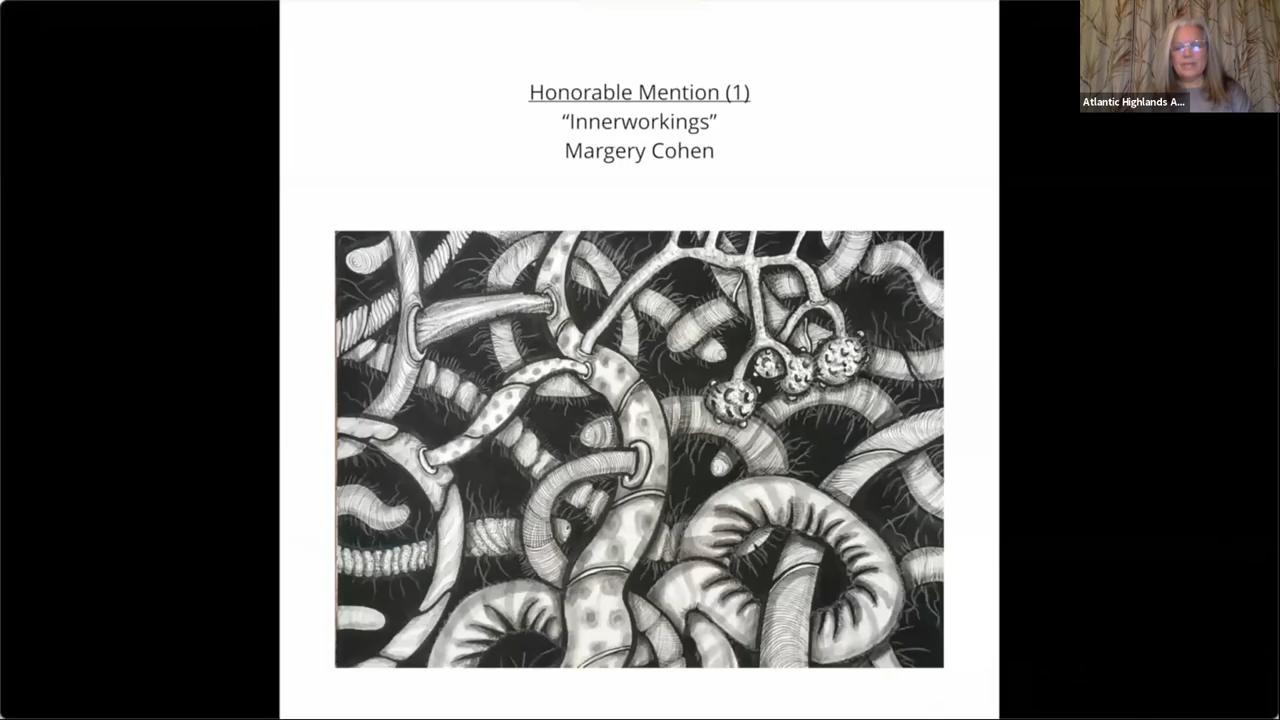 Honorable Mention (1)
“Innerworkings”
Margery Cohen
Atlantic Highlands A...